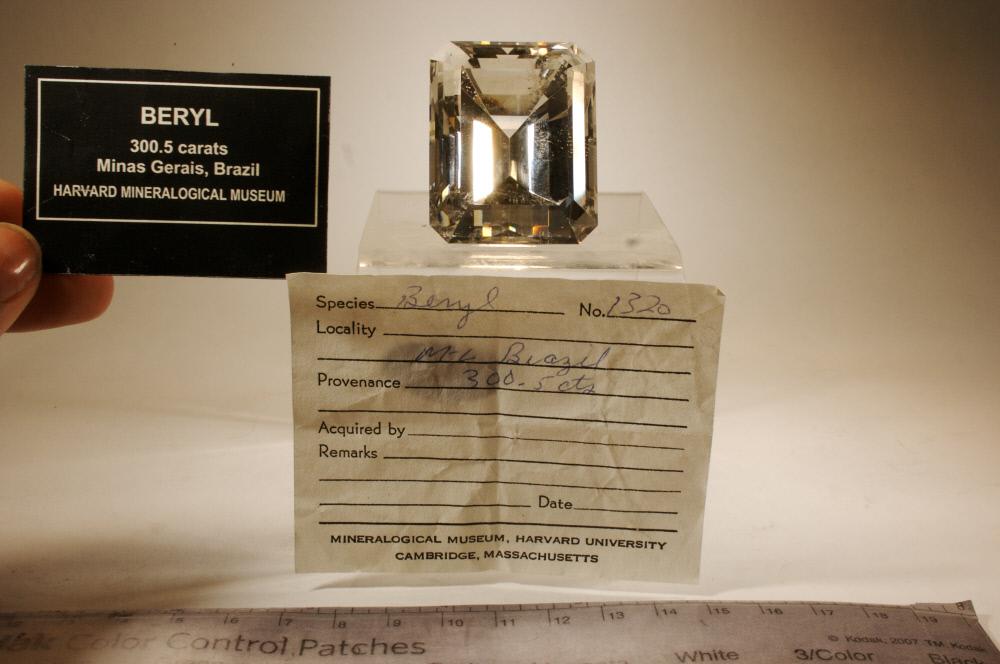 BERYL
300.5 carats
Minas Gerais, Brazil
HARVARD MINERALOGICAL MUSEUM
Species Beryl No. 1320
Locality
Brazil
Provenance 300.5 cts
Acquired by
Remarks
Date
MINERALOGICAL MUSEUM, HARVARD UNIVERSITY
CAMBRIDGE, MASSACHUSETTS
5 6 7 8 9 10 11 12 13 14 15 16 17 18 19
Color Control Patches
© Kodak, 2007 TM: Kodak
White 3/Color